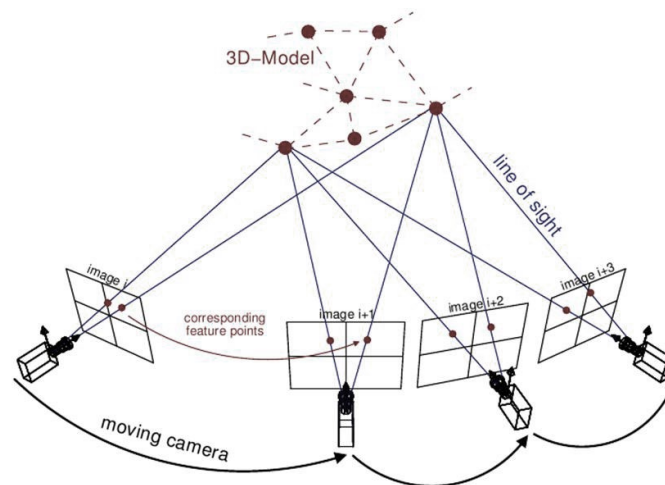 3D–Model
line of sight
image i
image i+3
image i+1
image i+2
corresponding
feature points
moving camera